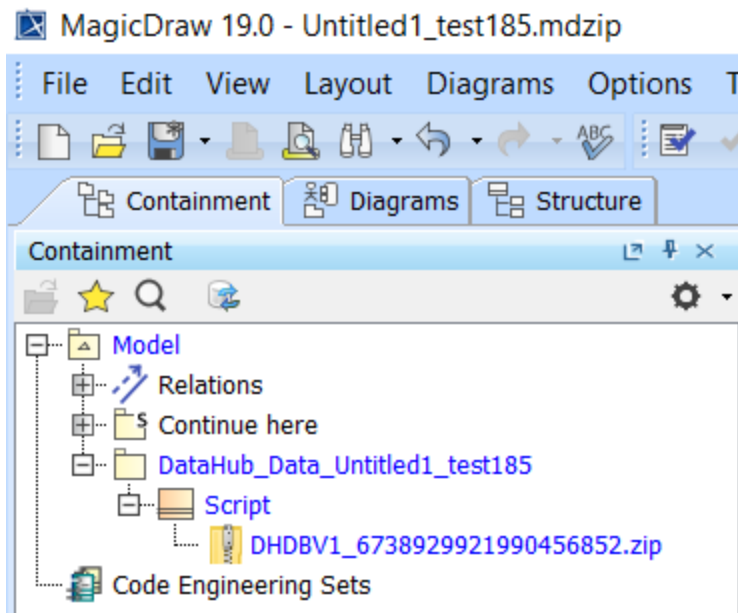 MagicDraw 19.0 - Untitled1_test185.mdzip
File Edit View Layout Diagrams Options T
ABC
Containment Diagrams Structure
Containment
Model
Relations
S Continue here
DataHub_Data_Untitled1_test185
Script
DHDBV1_6738929921990456852.zip
Code Engineering Sets